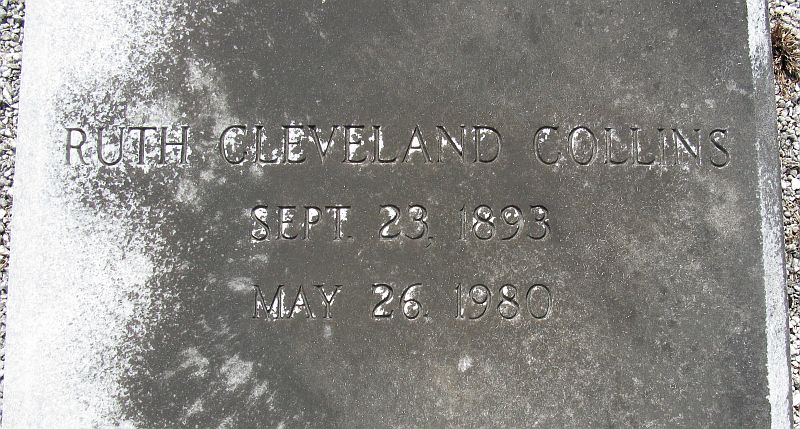 RUTH CLEVELAND COLLINS
SEPT. 23, 1893
MAY 26, 1980